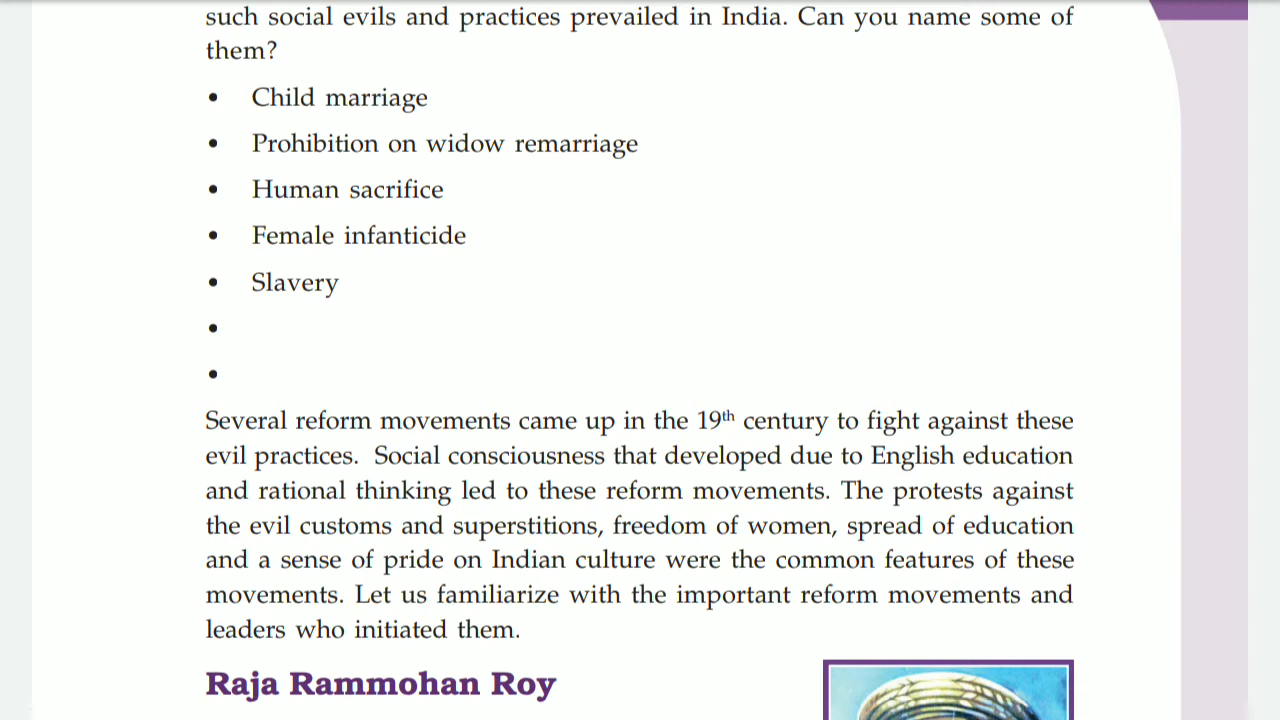 such social evils and practices prevailed in India. Can you name some of
them?
• Child marriage
• Prohibition on widow remarriage
• Human sacrifice
• Female infanticide
• Slavery
•
•
Several reform movements came up in the 19th century to fight against these
evil practices. Social consciousness that developed due to English education
and rational thinking led to these reform movements. The protests against
the evil customs and superstitions, freedom of women, spread of education
and a sense of pride on Indian culture were the common features of these
movements. Let us familiarize with the important reform movements and
leaders who initiated them.
Raja Rammohan Roy